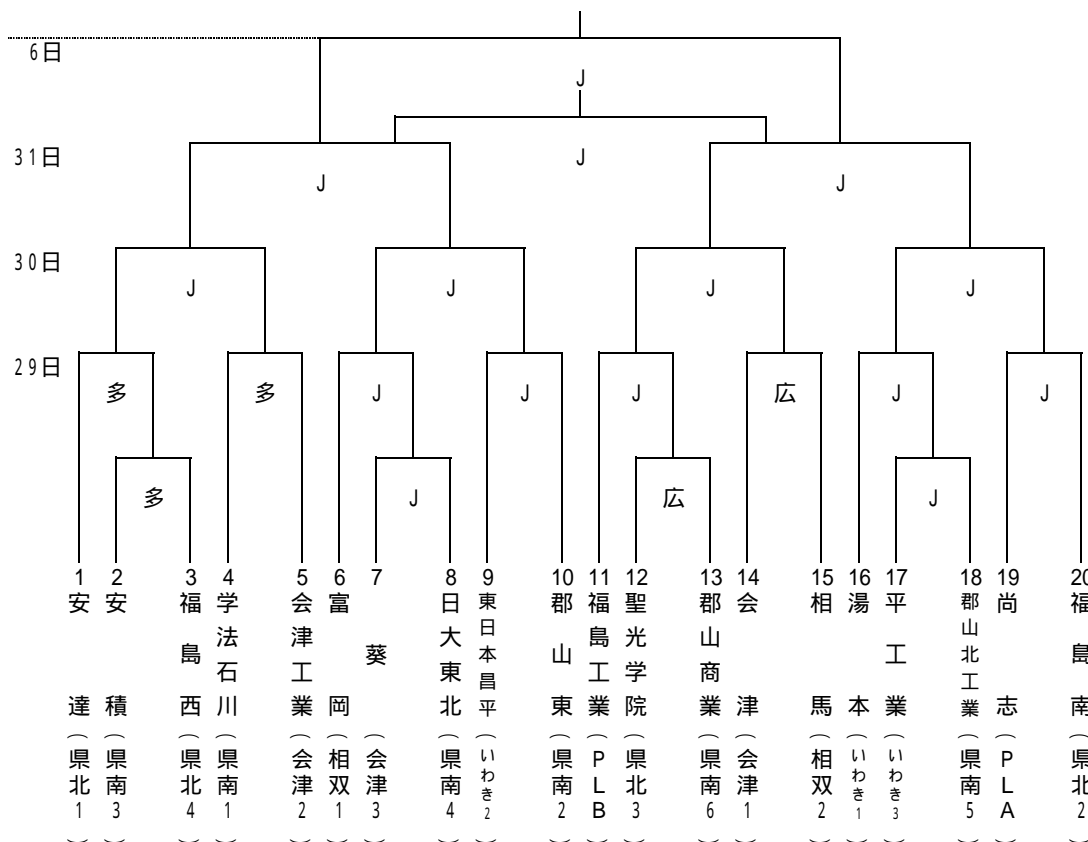 6日
J
31日
J
J
J
30日
J
J
J
J
29日
多
多
J
J
J
広
J
J
多
J
広
J
1 安達（県北1）
2 安積（県南3）
3 福島西（県北4）
4 学法石川（県南1）
5 会津工業（会津2）
6 富岡（相双1）
7 葵（会津3）
8 日大東北（県南4）
9 東日本昌平（いわき2）
10 郡山東（県南2）
11 福島工業（PLB）
12 聖光学院（県北3）
13 郡山商業（県南6）
14 会津（会津1）
15 相馬（相双2）
16 湯本（いわき1）
17 平工業（いわき3）
18 郡山北工業（県南5）
19 尚志（PLA）
20 福島南（県北2）